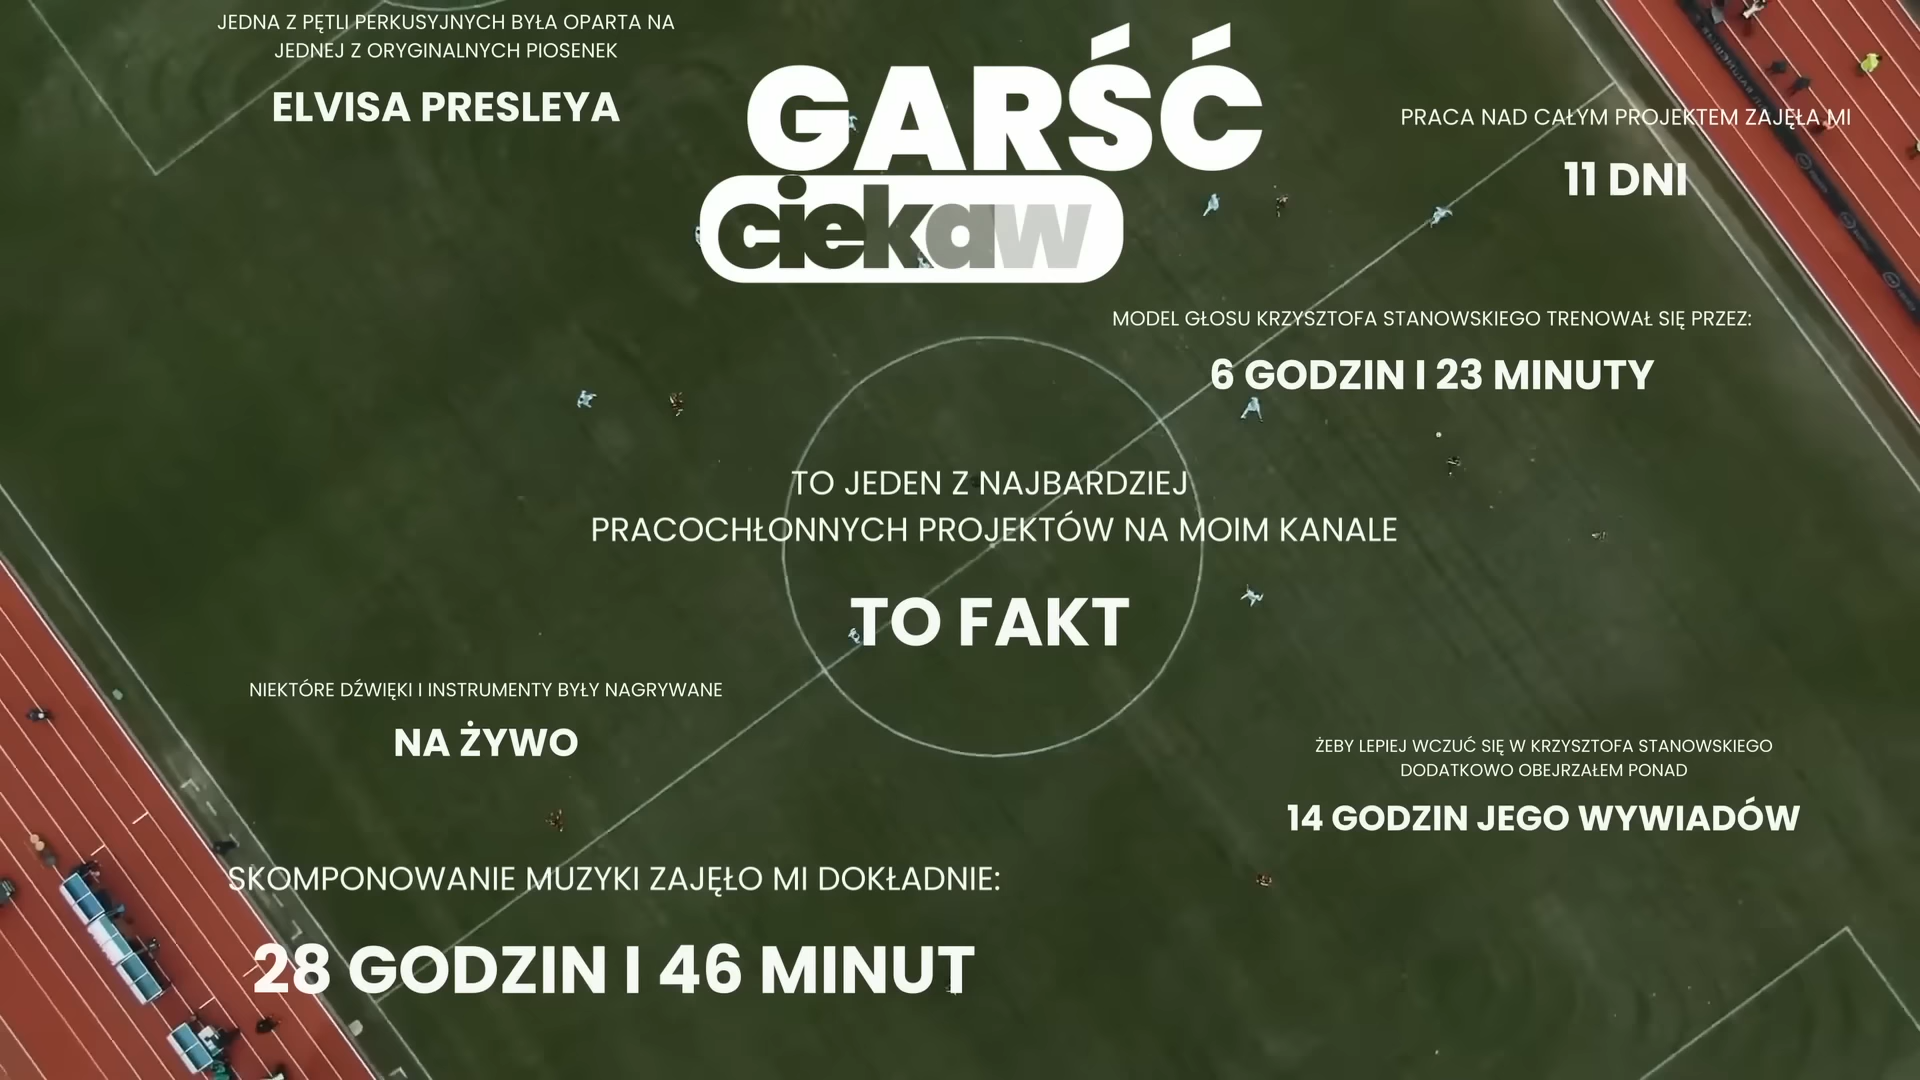 JEDNA Z PĘTLI PERKUSYJNYCH BYŁA OPARTA NA
JEDNEJ Z ORYGINALNYCH PIOSENEK
ELVISA PRESLEYA
GARŚĆ
ciekaw
PRACA NAD CAŁYM PROJEKTEM ZAJĘŁA MI
11 DNI
MODEL GŁOSU KRZYSZTOFA STANOWSKIEGO TRENOWAŁ SIĘ PRZEZ:
6 GODZIN I 23 MINUTY
TO JEDEN Z NAJBARDZIEJ
PRACOCHŁONNYCH PROJEKTÓW NA MOIM KANALE
TO FAKT
NIEKTÓRE DŹWIĘKI I INSTRUMENTY BYŁY NAGRYWANE
NA ŻYWO
ŻEBY LEPIEJ WCZUĆ SIĘ W KRZYSZTOFA STANOWSKIEGO
DODATKOWO OBEJRZAŁEM PONAD
14 GODZIN JEGO WYWIADÓW
SKOMPONOWANIE MUZYKI ZAJĘŁO MI DOKŁADNIE:
28 GODZIN I 46 MINUT